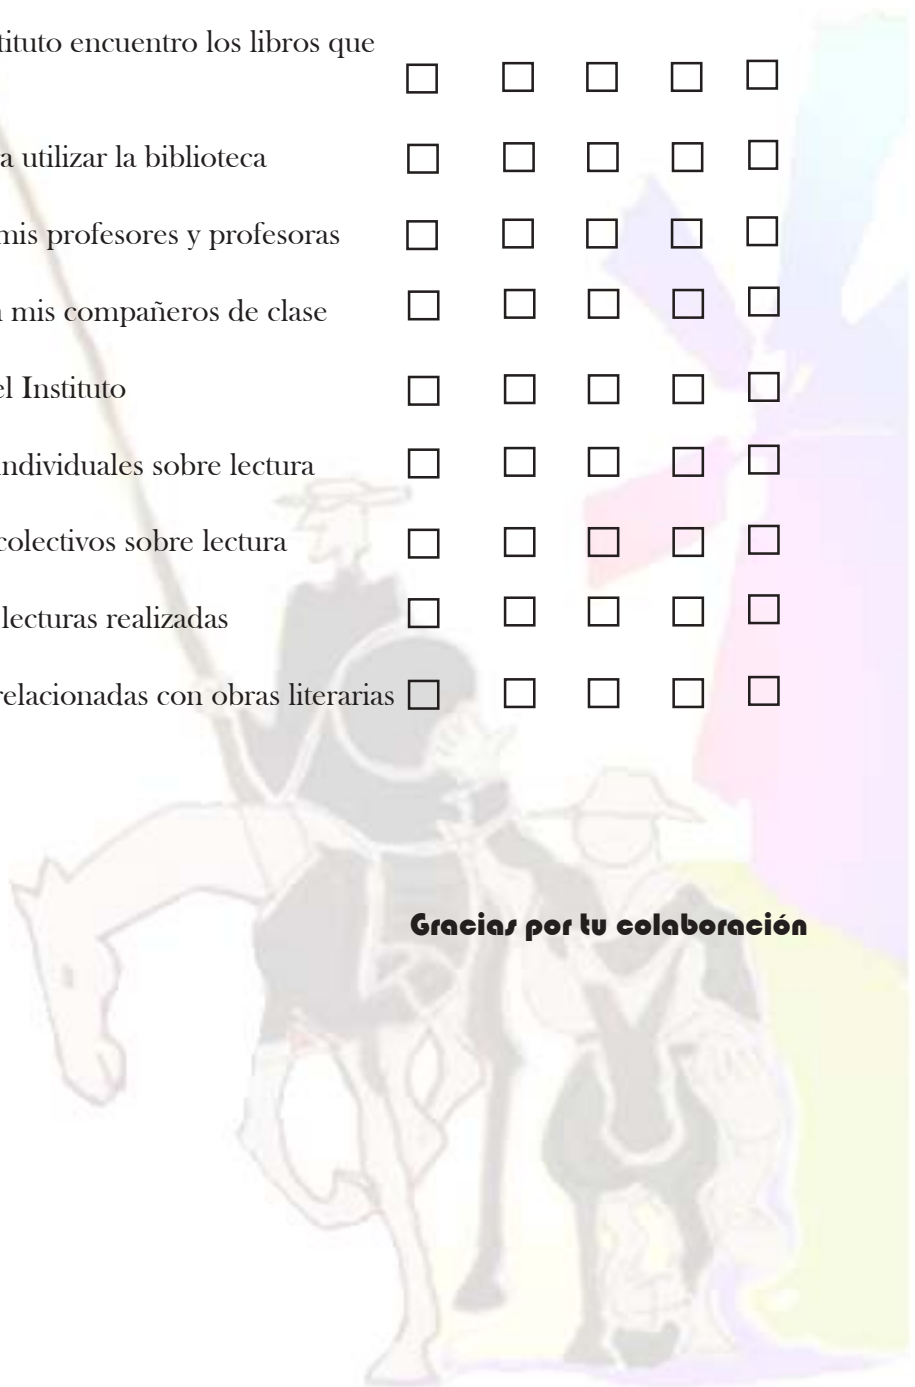 tituto encuentro los libros que
a utilizar la biblioteca
mis profesores y profesoras
mis compañeros de clase
el Instituto
individuales sobre lectura
colectivos sobre lectura
lecturas realizadas
relacionadas con obras literarias
Gracias por tu colaboración